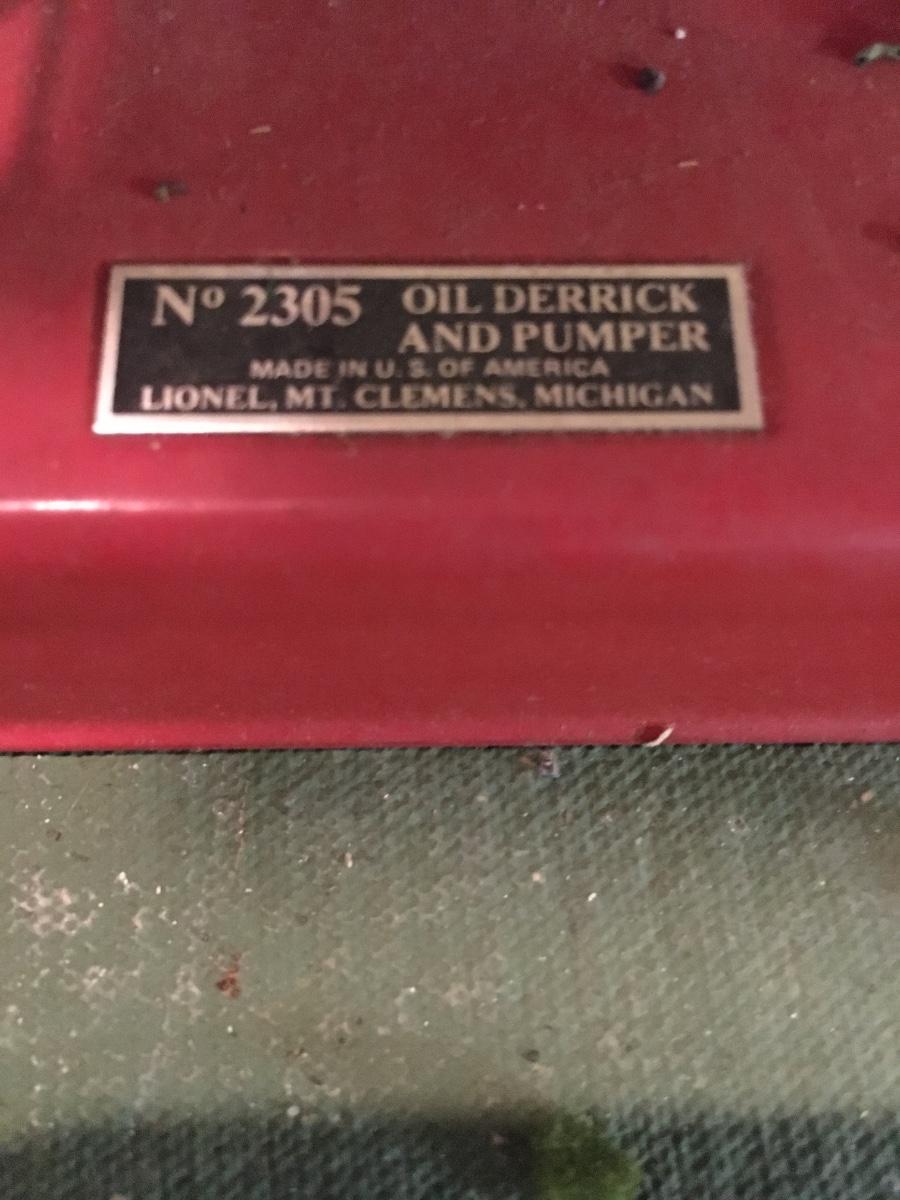 Nº 2305 OIL DERRICK
AND PUMPER
MADE IN U.S. OF AMERICA
LIONEL, MT. CLEMENS, MICHIGAN